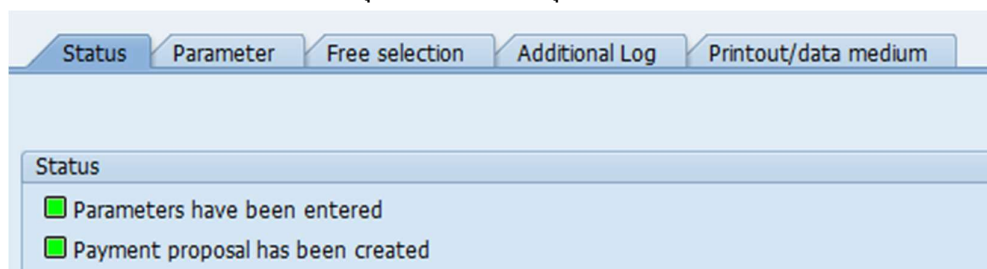 Status Parameter Free selection Additional Log Printout/data medium
Status
Parameters have been entered
Payment proposal has been created